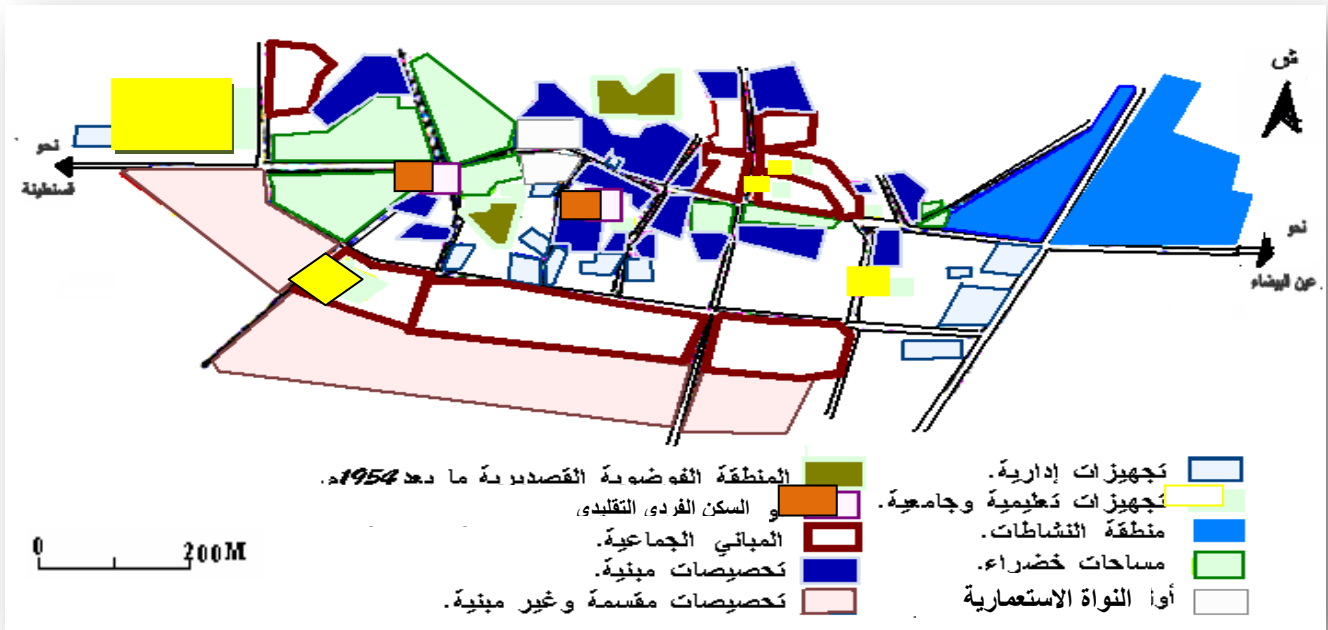 ش
نحو
قسنطينة
نحو
عين البيضاء
تجهيزات إدارية.
تجهيزات تعليمية وجامعية.
منطقة النشاطات.
مساحات خضراء.
النواة الاستعمارية
المنطقة الفوضوية القصديرية ما بعد 1954م.
و السكن الفردي التقليدي
المباني الجماعية.
تحصيصات مبنية.
تحصيصات مقسمة وغير مبنية.
0 200M